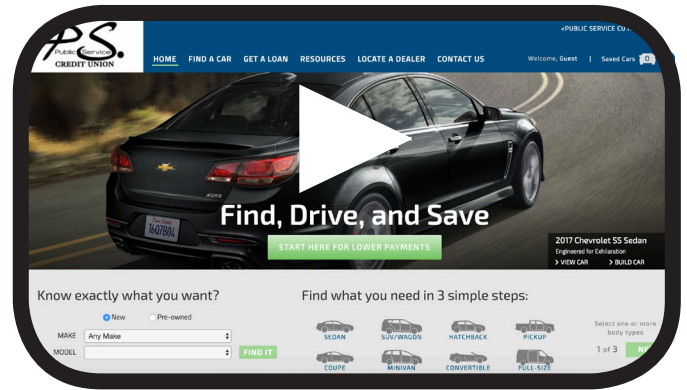 <PUBLIC SERVICE CU
P.S.
Public Service
CREDIT UNION
HOME FIND A CAR GET A LOAN RESOURCES LOCATE A DEALER CONTACT US
Welcome, Guest | Saved Cars 0
T6Q7B04
Find, Drive, and Save
START HERE FOR LOWER PAYMENTS
2017 Chevrolet SS Sedan
Engineered for Exhilaration
> VIEW CAR > BUILD CAR
Know exactly what you want?
New Pre-owned
MAKE Any Make
MODEL FIND IT
Find what you need in 3 simple steps:
SEDAN SUV/WAGON HATCHBACK PICKUP
COUPE MINIVAN CONVERTIBLE FULL-SIZE
Select one or more
body types
1 of 3